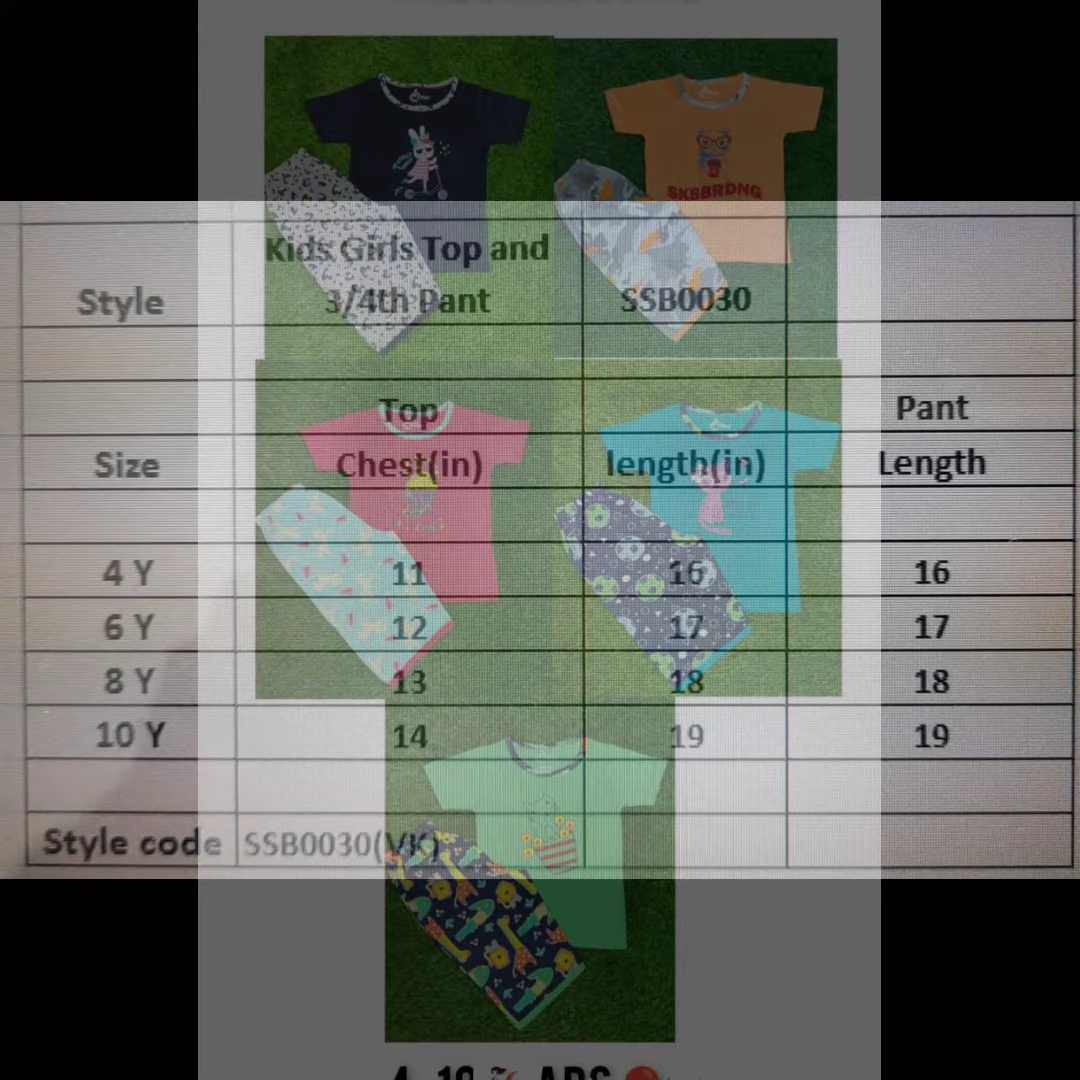 SK8BRDNG
Kids Girls Top and
Style 3/4th Pant SSB0030
Top Pant
Size Chest(in) length(in) Length
4 Y 11 16 16
6 Y 12 17 17
8 Y 13 18 18
10 Y 14 19 19
Style code SSB0030(VK)